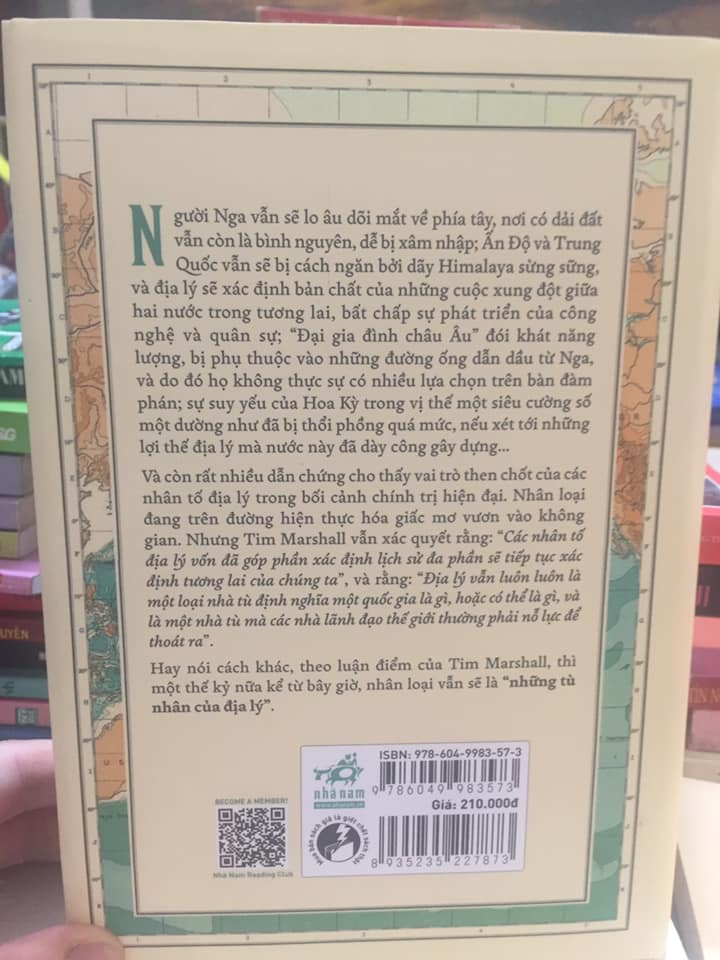 Người Nga vẫn sẽ lo âu dõi mắt về phía tây, nơi có dải đất
vẫn còn là bình nguyên, dễ bị xâm nhập; Ấn Độ và Trung
Quốc vẫn sẽ bị cách ngăn bởi dãy Himalaya sừng sững,
và địa lý sẽ xác định bản chất của những cuộc xung đột giữa
hai nước trong tương lai, bất chấp sự phát triển của công
nghệ và quân sự; “Đại gia đình châu Âu” đói khát năng
lượng, bị phụ thuộc vào những đường ống dẫn dầu từ Nga,
và do đó họ không thực sự có nhiều lựa chọn trên bàn đàm
phán; sự suy yếu của Hoa Kỳ trong vị thế một siêu cường số
một dường như đã bị thổi phồng quá mức, nếu xét tới những
lợi thế địa lý mà nước này đã dày công gây dựng...
Và còn rất nhiều dẫn chứng cho thấy vai trò then chốt của các
nhân tố địa lý trong bối cảnh chính trị hiện đại. Nhân loại
đang trên đường hiện thực hóa giấc mơ vươn vào không
gian. Nhưng Tim Marshall vẫn xác quyết rằng: “Các nhân tố
địa lý vốn đã góp phần xác định lịch sử đa phần sẽ tiếp tục xác
định tương lai của chúng ta”, và rằng: “Địa lý vẫn luôn luôn là
một loại nhà tù định nghĩa một quốc gia là gì, hoặc có thể là gì, và
là một nhà tù mà các nhà lãnh đạo thế giới thường phải nỗ lực để
thoát ra”.
Hay nói cách khác, theo luận điểm của Tim Marshall, thì
một thế kỷ nữa kể từ bây giờ, nhân loại vẫn sẽ là “những tù
nhân của địa lý”.
ISBN: 978-604-9983-57-3
9 786049 983573
nhã nam
www.nhanam.vn
Giá: 210.000đ
BECOME A MEMBER!
Nha Nam Reading Club
Mua bán sách giả là giết chết sách thật
8 935235 227873